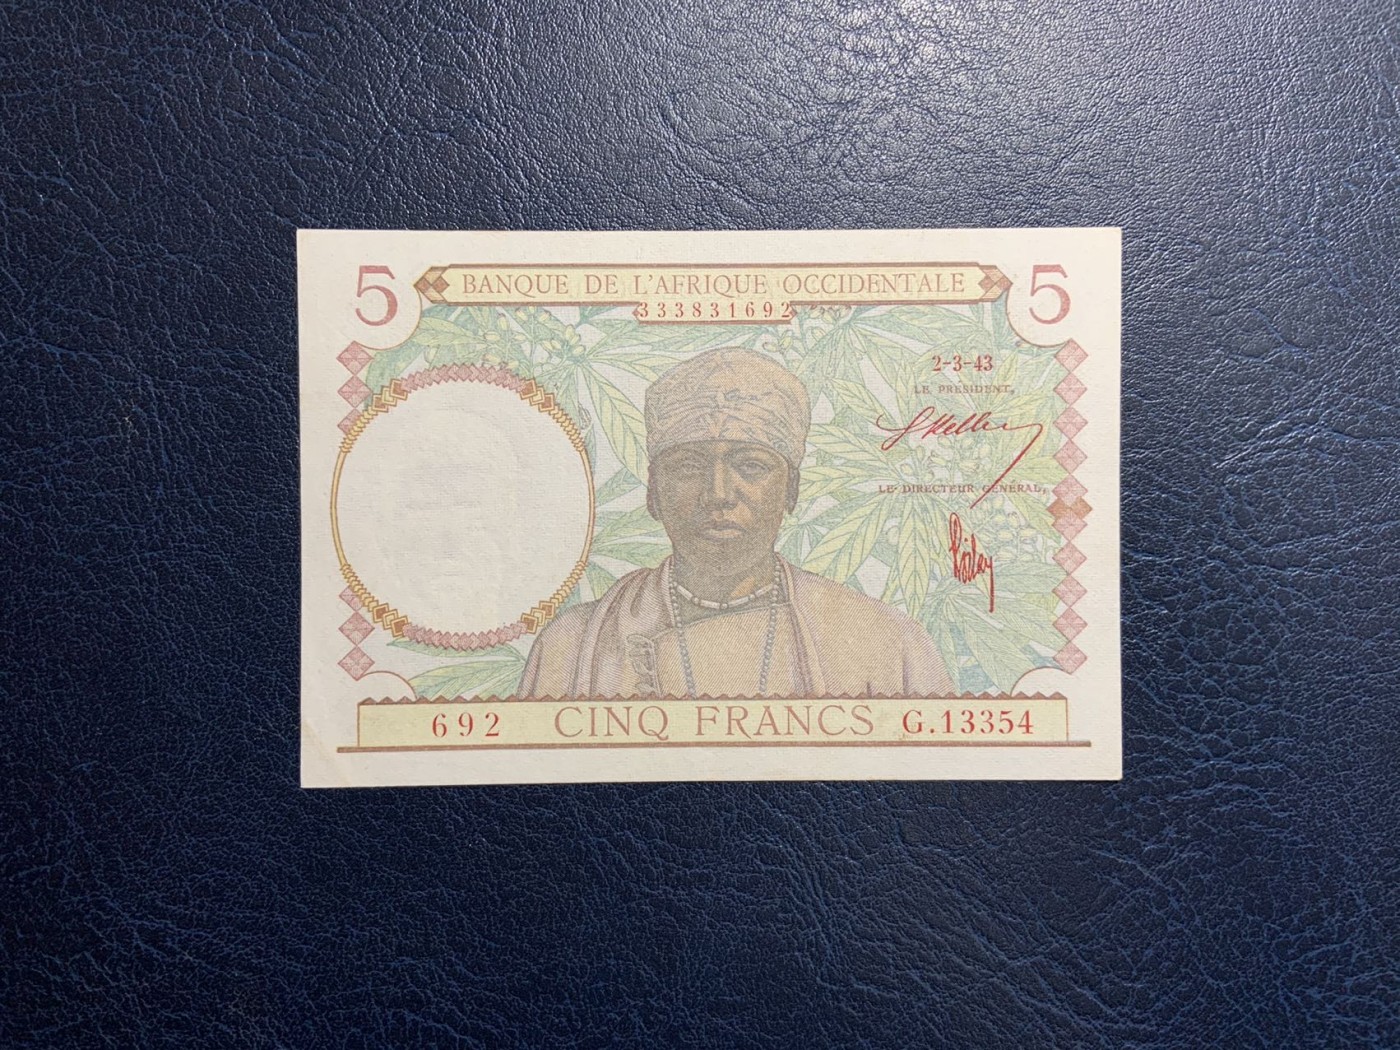 5 BANQUE DE L'AFRIQUE OCCIDENTALE 5
333831692
2-3-43
LE PRÉSIDENT,
LE DIRECTEUR GÉNÉRAL,
692 CINQ FRANCS G.13354